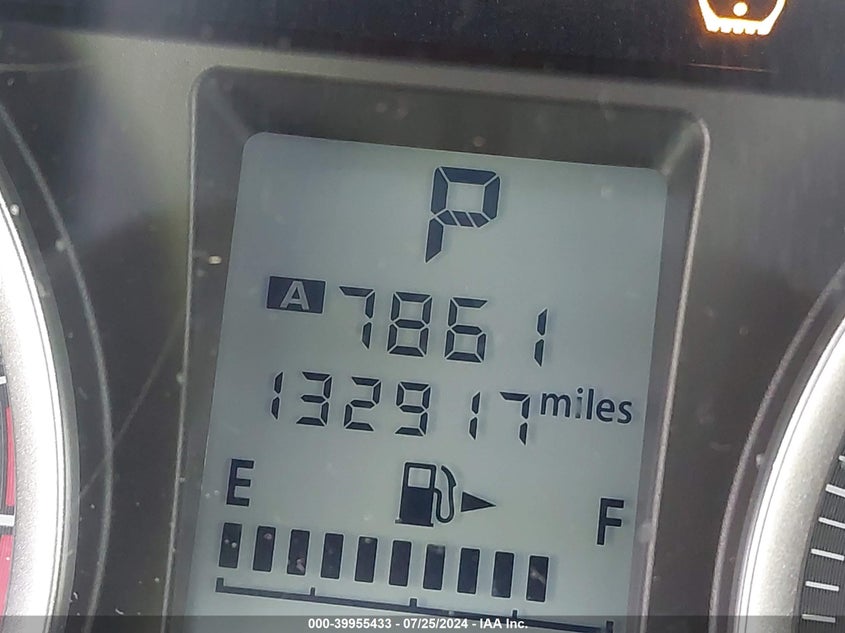 P
A 7861
132917 miles
E F
000-39955433 - 07/25/2024 - IAA Inc.